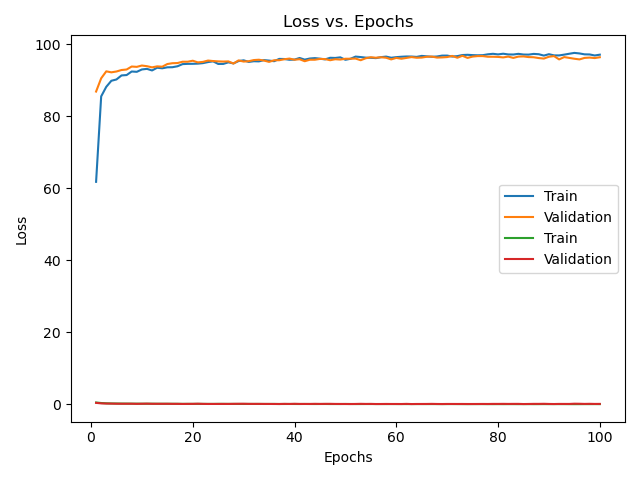 Loss vs. Epochs
100
80
60
40
20
0
Loss
Train
Validation
Train
Validation
0 20 40 60 80 100
Epochs